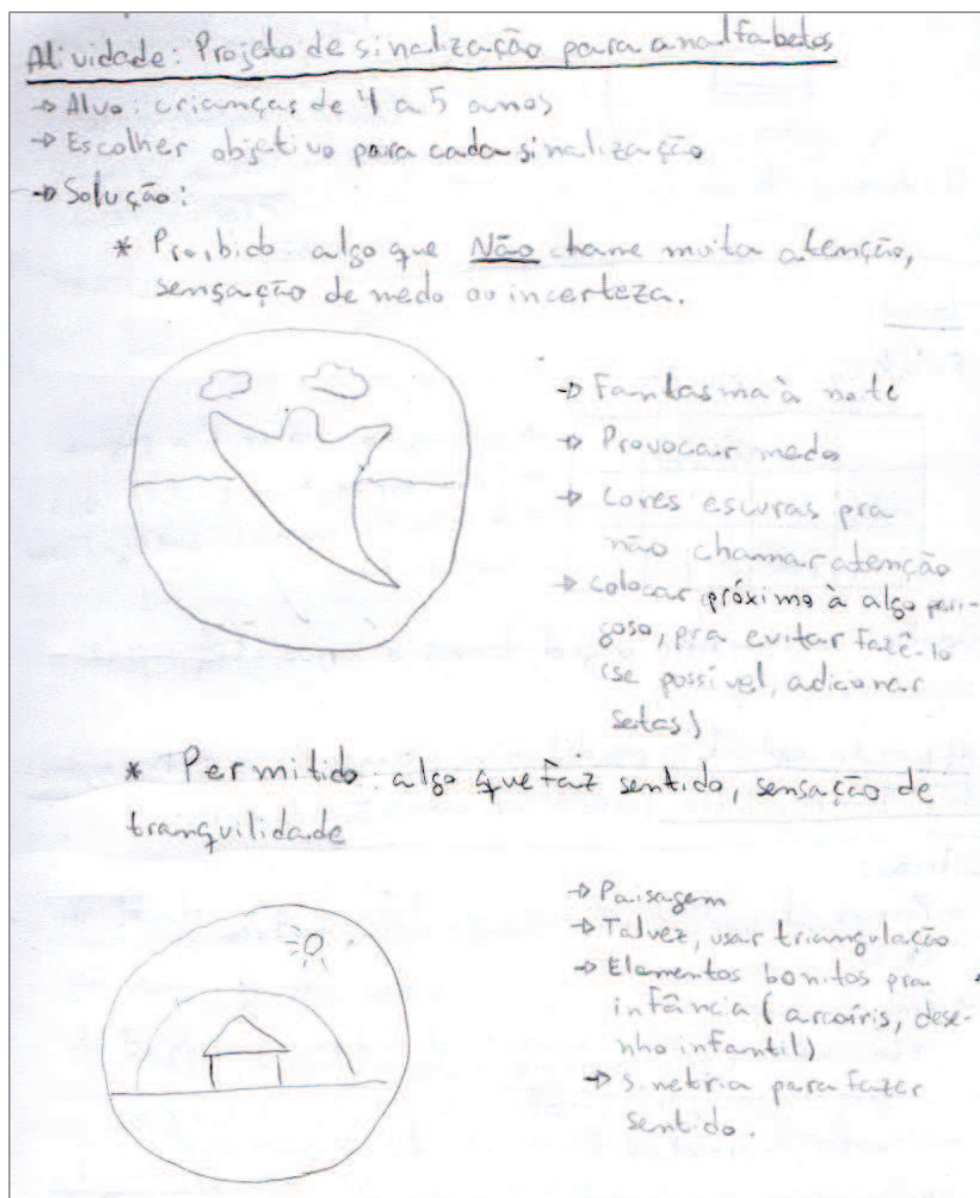 Atividade: Projeto de sinalização para analfabetos
→ Alvo: crianças de 4 a 5 anos
→ Escolher objetivo para cada sinalização
→ Solução:
* Proibido: algo que Não chame muita atenção,
sensação de medo ou incerteza.
→ Fantasma à noite
→ Provocar medo
→ Cores escuras pra
não chamar atenção
→ colocar próximo à algo peri-
goso, pra evitar fazê-lo
(se possível, adicionar
setas)
* Permitido: algo que faz sentido, sensação de
tranquilidade
→ Paisagem
→ Talvez, usar triangulação
→ Elementos bonitos pra
infância (arcoíris, dese-
nho infantil)
→ Simetria para fazer
sentido.